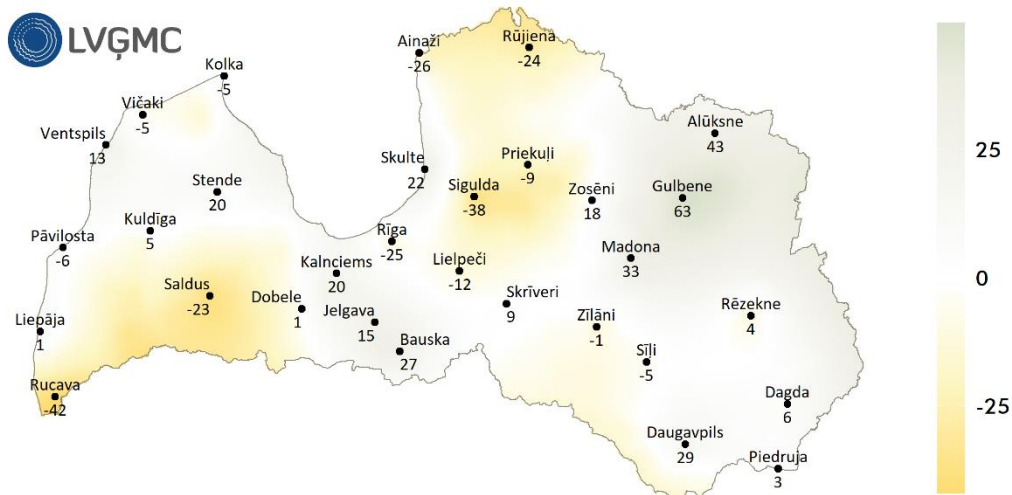 LVĢMC
Kolka
-5
Vičaki
-5
Ventspils
13
Stende
20
Kuldīga
5
Pāvilosta
-6
Saldus
-23
Liepāja
1
Rucava
-42
Dobele
1
Kalnciems
20
Jelgava
15
Bauska
27
Ainaži
-26
Rūjiena
-24
Skulte
22
Priekuļi
-9
Sigulda
-38
Rīga
-25
Lielpeči
-12
Skrīveri
9
Zosēni
18
Alūksne
43
Gulbene
63
Madona
33
Zīlāni
-1
Rēzekne
4
Sīļi
-5
Dagda
6
Daugavpils
29
Piedruja
3
25
0
-25